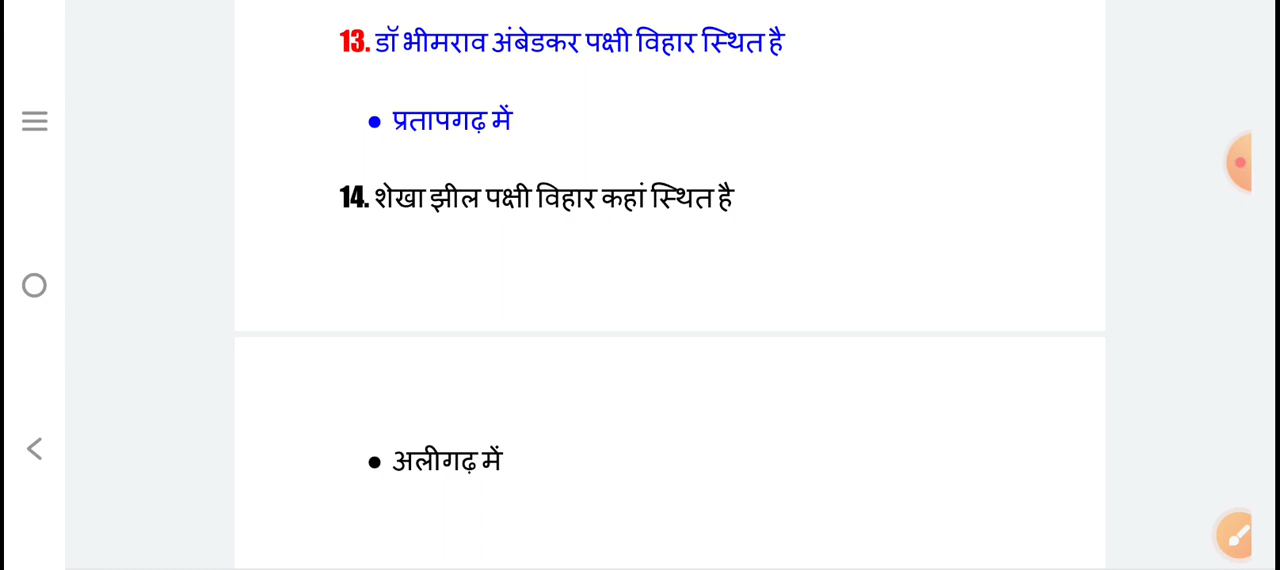 13. डॉ भीमराव अंबेडकर पक्षी विहार स्थित है
● प्रतापगढ़ में
14. शेखा झील पक्षी विहार कहां स्थित है
● अलीगढ़ में